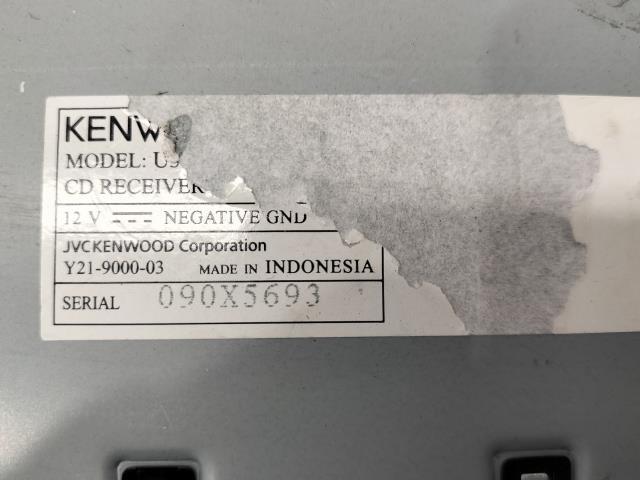 KENW
MODEL: U
CD RECEIVER
12 V NEGATIVE GND
JVCKENWOOD Corporation
Y21-9000-03 MADE IN INDONESIA
SERIAL 090X5693